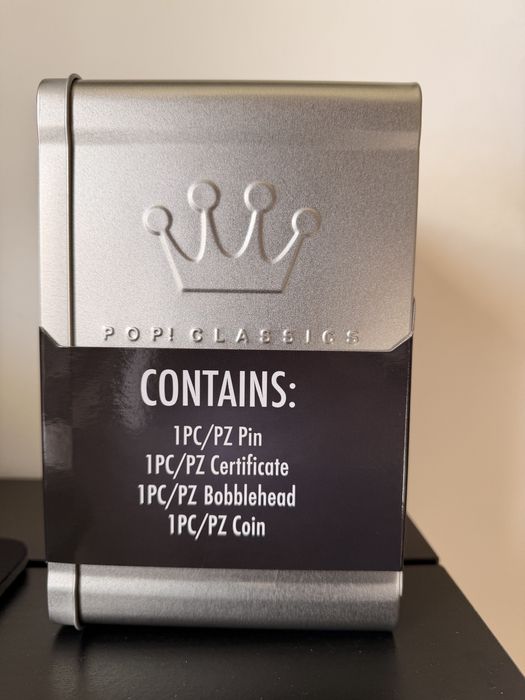 POP! CLASSICS
CONTAINS:
1PC/PZ Pin
1PC/PZ Certificate
1PC/PZ Bobblehead
1PC/PZ Coin